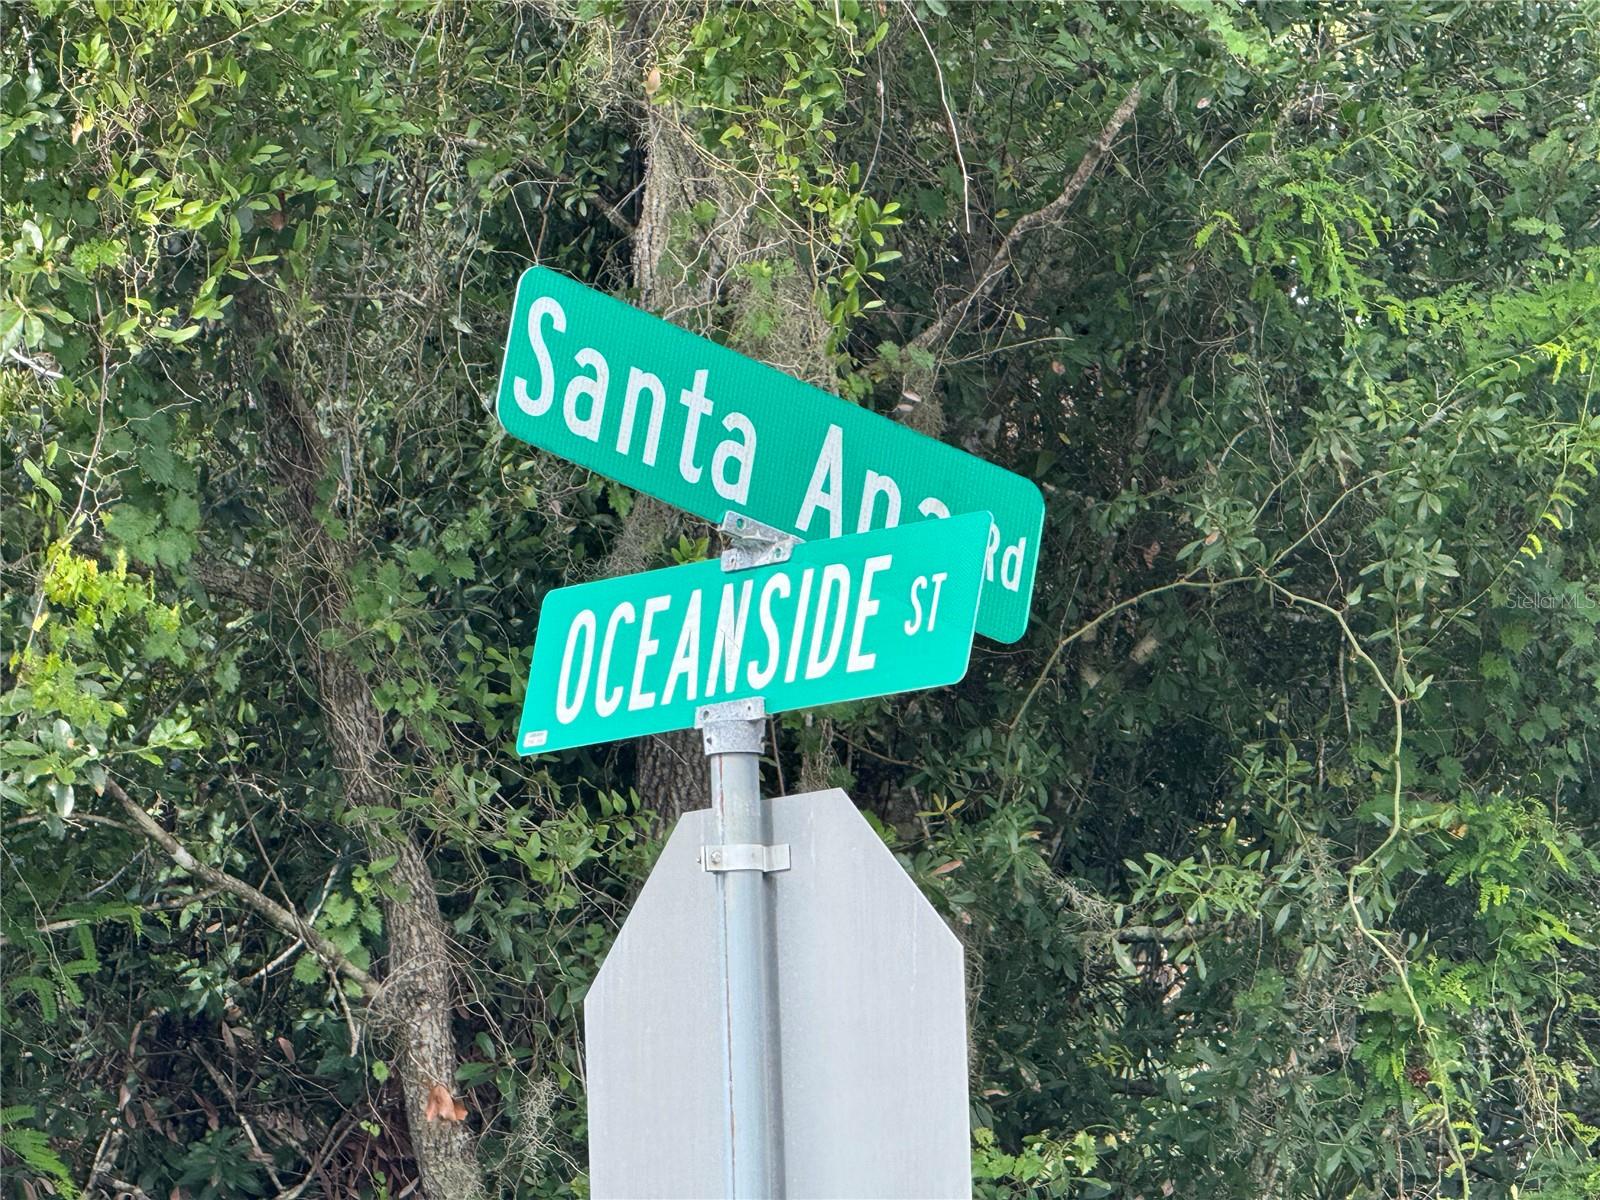 Santa Ana Rd
OCEANSIDE ST
Stellar MLS